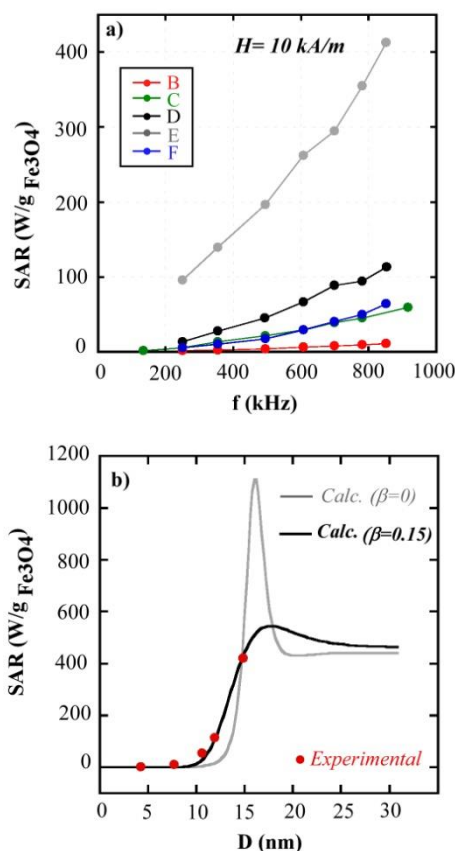 a)
H= 10 kA/m
B
C
D
E
F
SAR (W/g Fe3O4)
400
300
200
100
0
0 200 400 600 800 1000
f (kHz)
b)
Calc. (β=0)
Calc. (β=0.15)
Experimental
SAR (W/g Fe3O4)
1200
1000
800
600
400
200
0
0 5 10 15 20 25 30
D (nm)